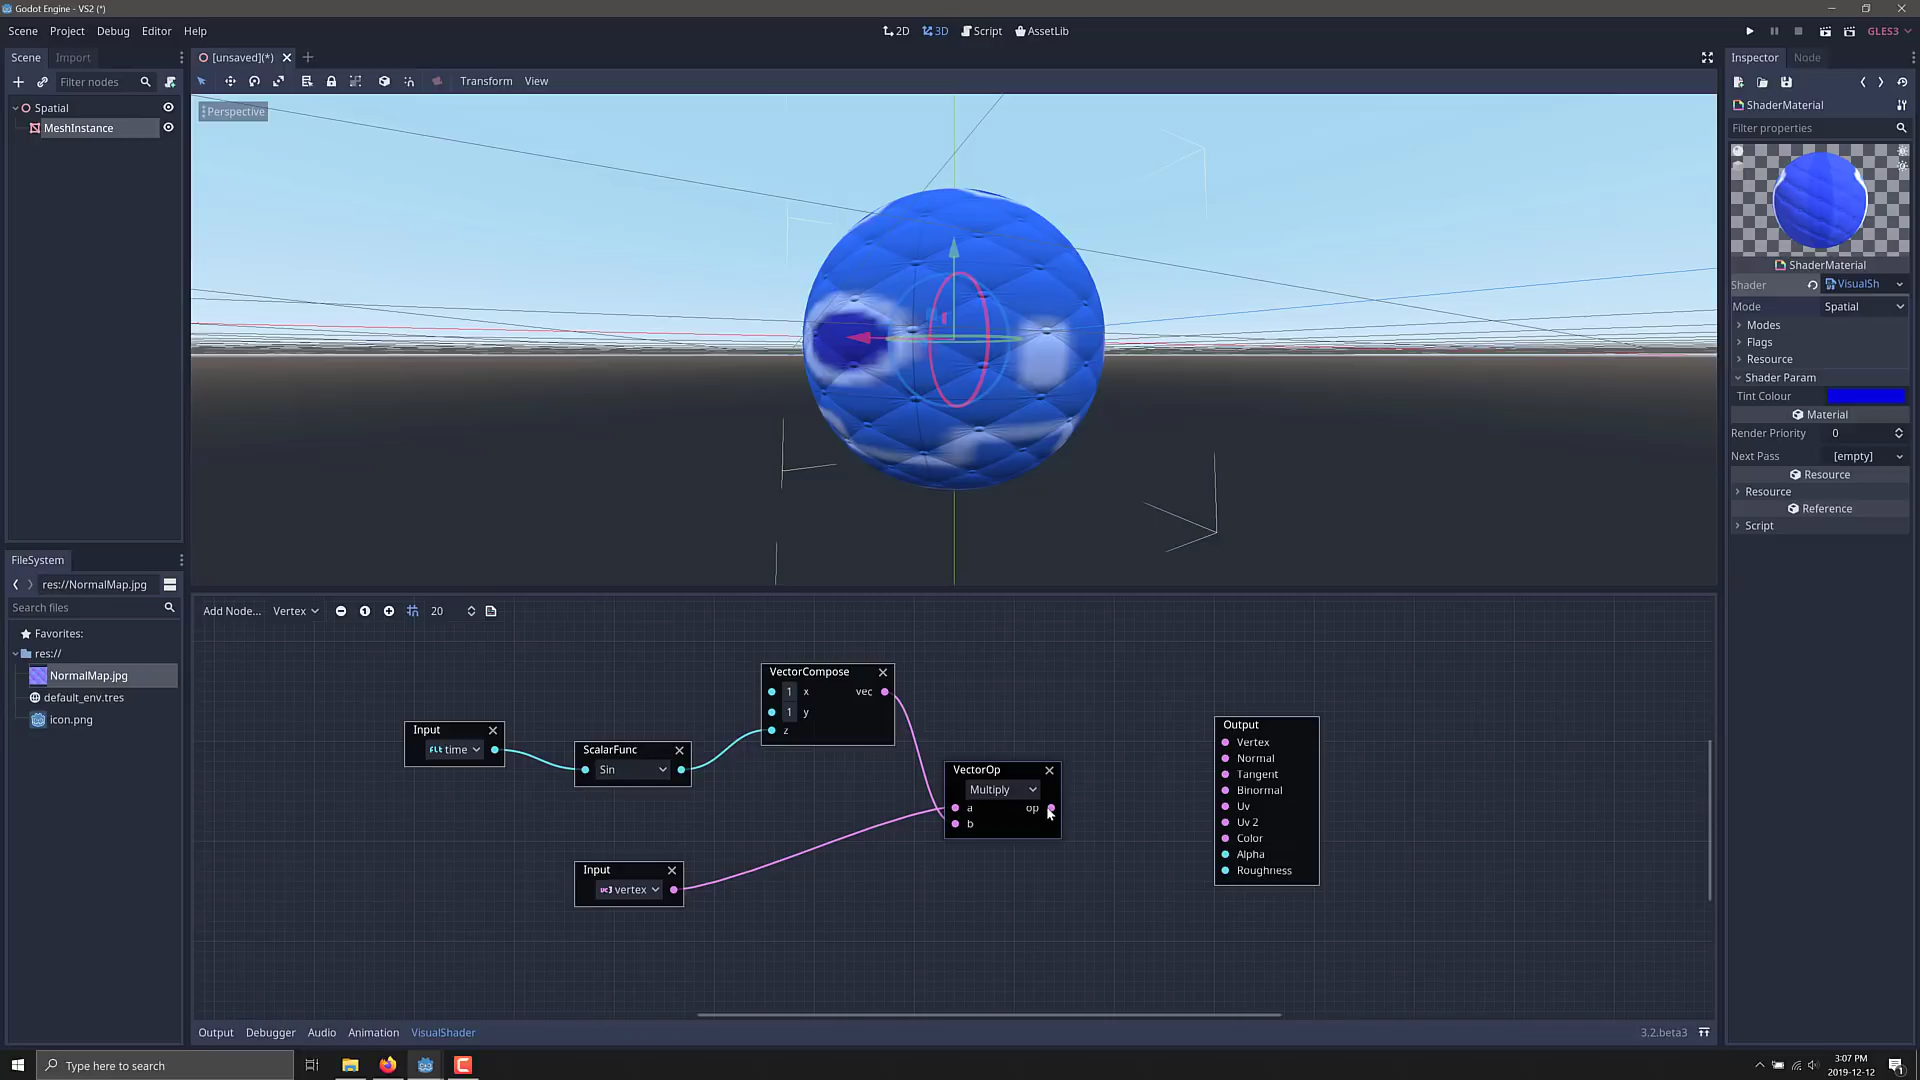 Godot Engine - VS2 (*)
Scene Project Debug Editor Help
2D 3D Script AssetLib
GLES3
Scene Import
[unsaved](*)
Inspector Node
Filter nodes
Transform View
Spatial
MeshInstance
Perspective
ShaderMaterial
Filter properties
ShaderMaterial
Shader VisualSh
Mode Spatial
Modes
Flags
Resource
Shader Param
Tint Colour
Material
Render Priority 0
Next Pass [empty]
Resource
Resource
Reference
Script
FileSystem
res://NormalMap.jpg
Search files
Favorites:
res://
NormalMap.jpg
default_env.tres
icon.png
Add Node... Vertex 20
VectorCompose
1 x vec
1 y
z
Input
flt time
ScalarFunc
Sin
VectorOp
Multiply
a op
b
Input
vertex
Output
Vertex
Normal
Tangent
Binormal
Uv
Uv 2
Color
Alpha
Roughness
Output Debugger Audio Animation VisualShader
3.2.beta3
Type here to search
3:07 PM
2019-12-12
1